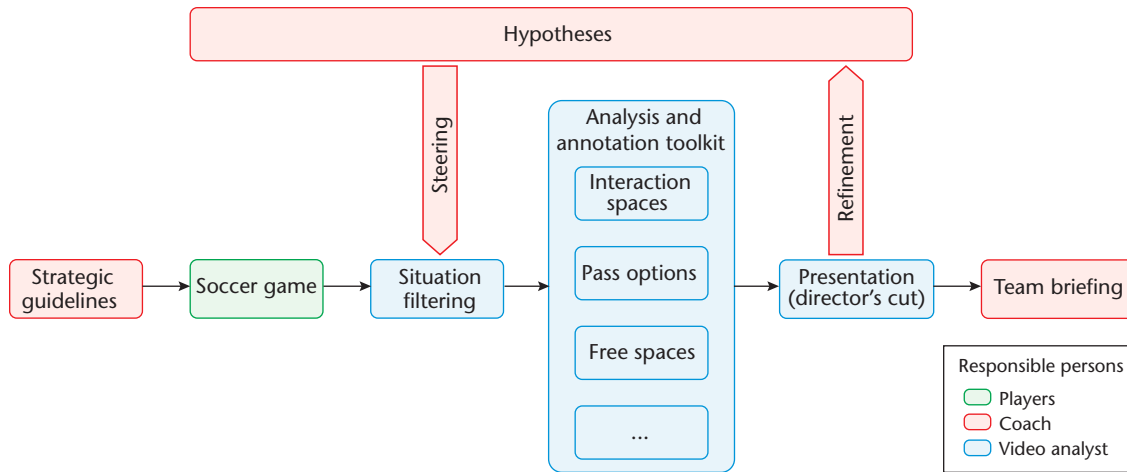 Hypotheses
Steering
Refinement
Analysis and
annotation toolkit
Interaction
spaces
Pass options
Free spaces
...
Strategic
guidelines
Soccer game
Situation
filtering
Presentation
(director’s cut)
Team briefing
Responsible persons
Players
Coach
Video analyst